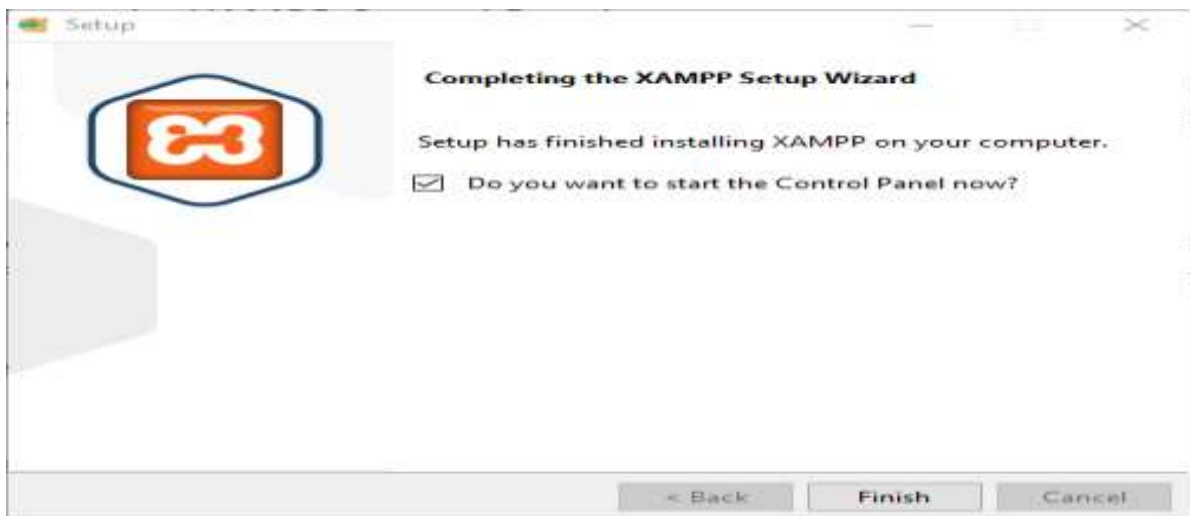 Setup
Completing the XAMPP Setup Wizard
Setup has finished installing XAMPP on your computer.
Do you want to start the Control Panel now?
< Back
Finish
Cancel